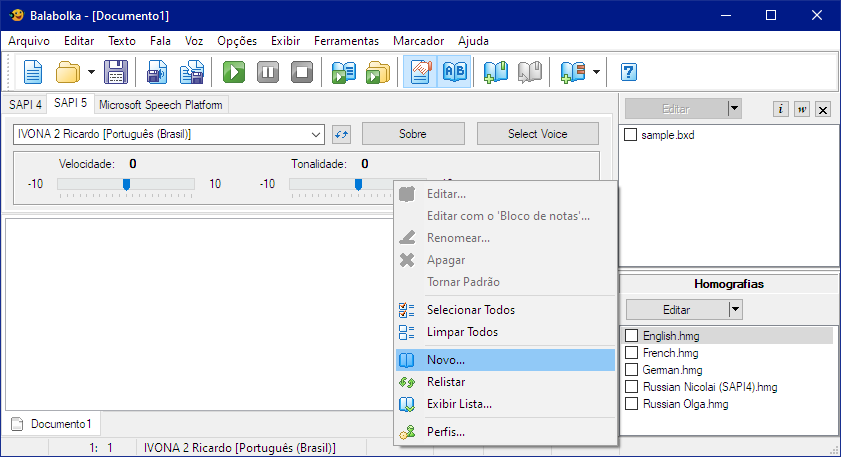 Balabolka - [Documento1]
Arquivo Editar Texto Fala Voz Opções Exibir Ferramentas Marcador Ajuda
SAPI 4 SAPI 5 Microsoft Speech Platform
IVONA 2 Ricardo [Português (Brasil)] Sobre Select Voice
Velocidade: 0 Tonalidade: 0
-10 10 -10
Editar i w
sample.bxd
Editar...
Editar com o 'Bloco de notas'...
Renomear...
Apagar
Tornar Padrão
Selecionar Todos
Limpar Todos
Novo...
Relistar
Exibir Lista...
Perfis...
Homografias
Editar
English.hmg
French.hmg
German.hmg
Russian Nicolai (SAPI4).hmg
Russian Olga.hmg
Documento1
1: 1 IVONA 2 Ricardo [Português (Brasil)]